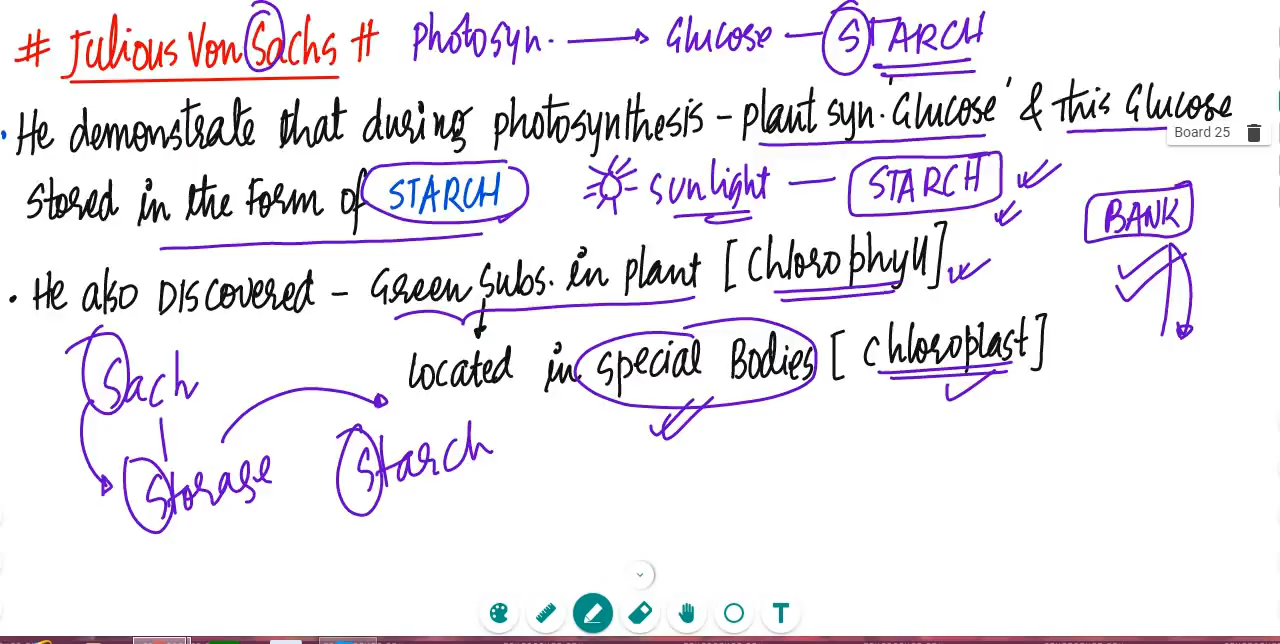 # Julious Von Sachs # Photosyn. → Glucose — STARCH
• He demonstrate that during photosynthesis - plant syn. 'Glucose' & this Glucose
Board 25
stored in the form of STARCH sunlight — STARCH
BANK
• He also DISCOVERED - Green Subs. in plant [Chlorophyll]
located in special Bodies [Chloroplast]
Sach
Storage Starch
T